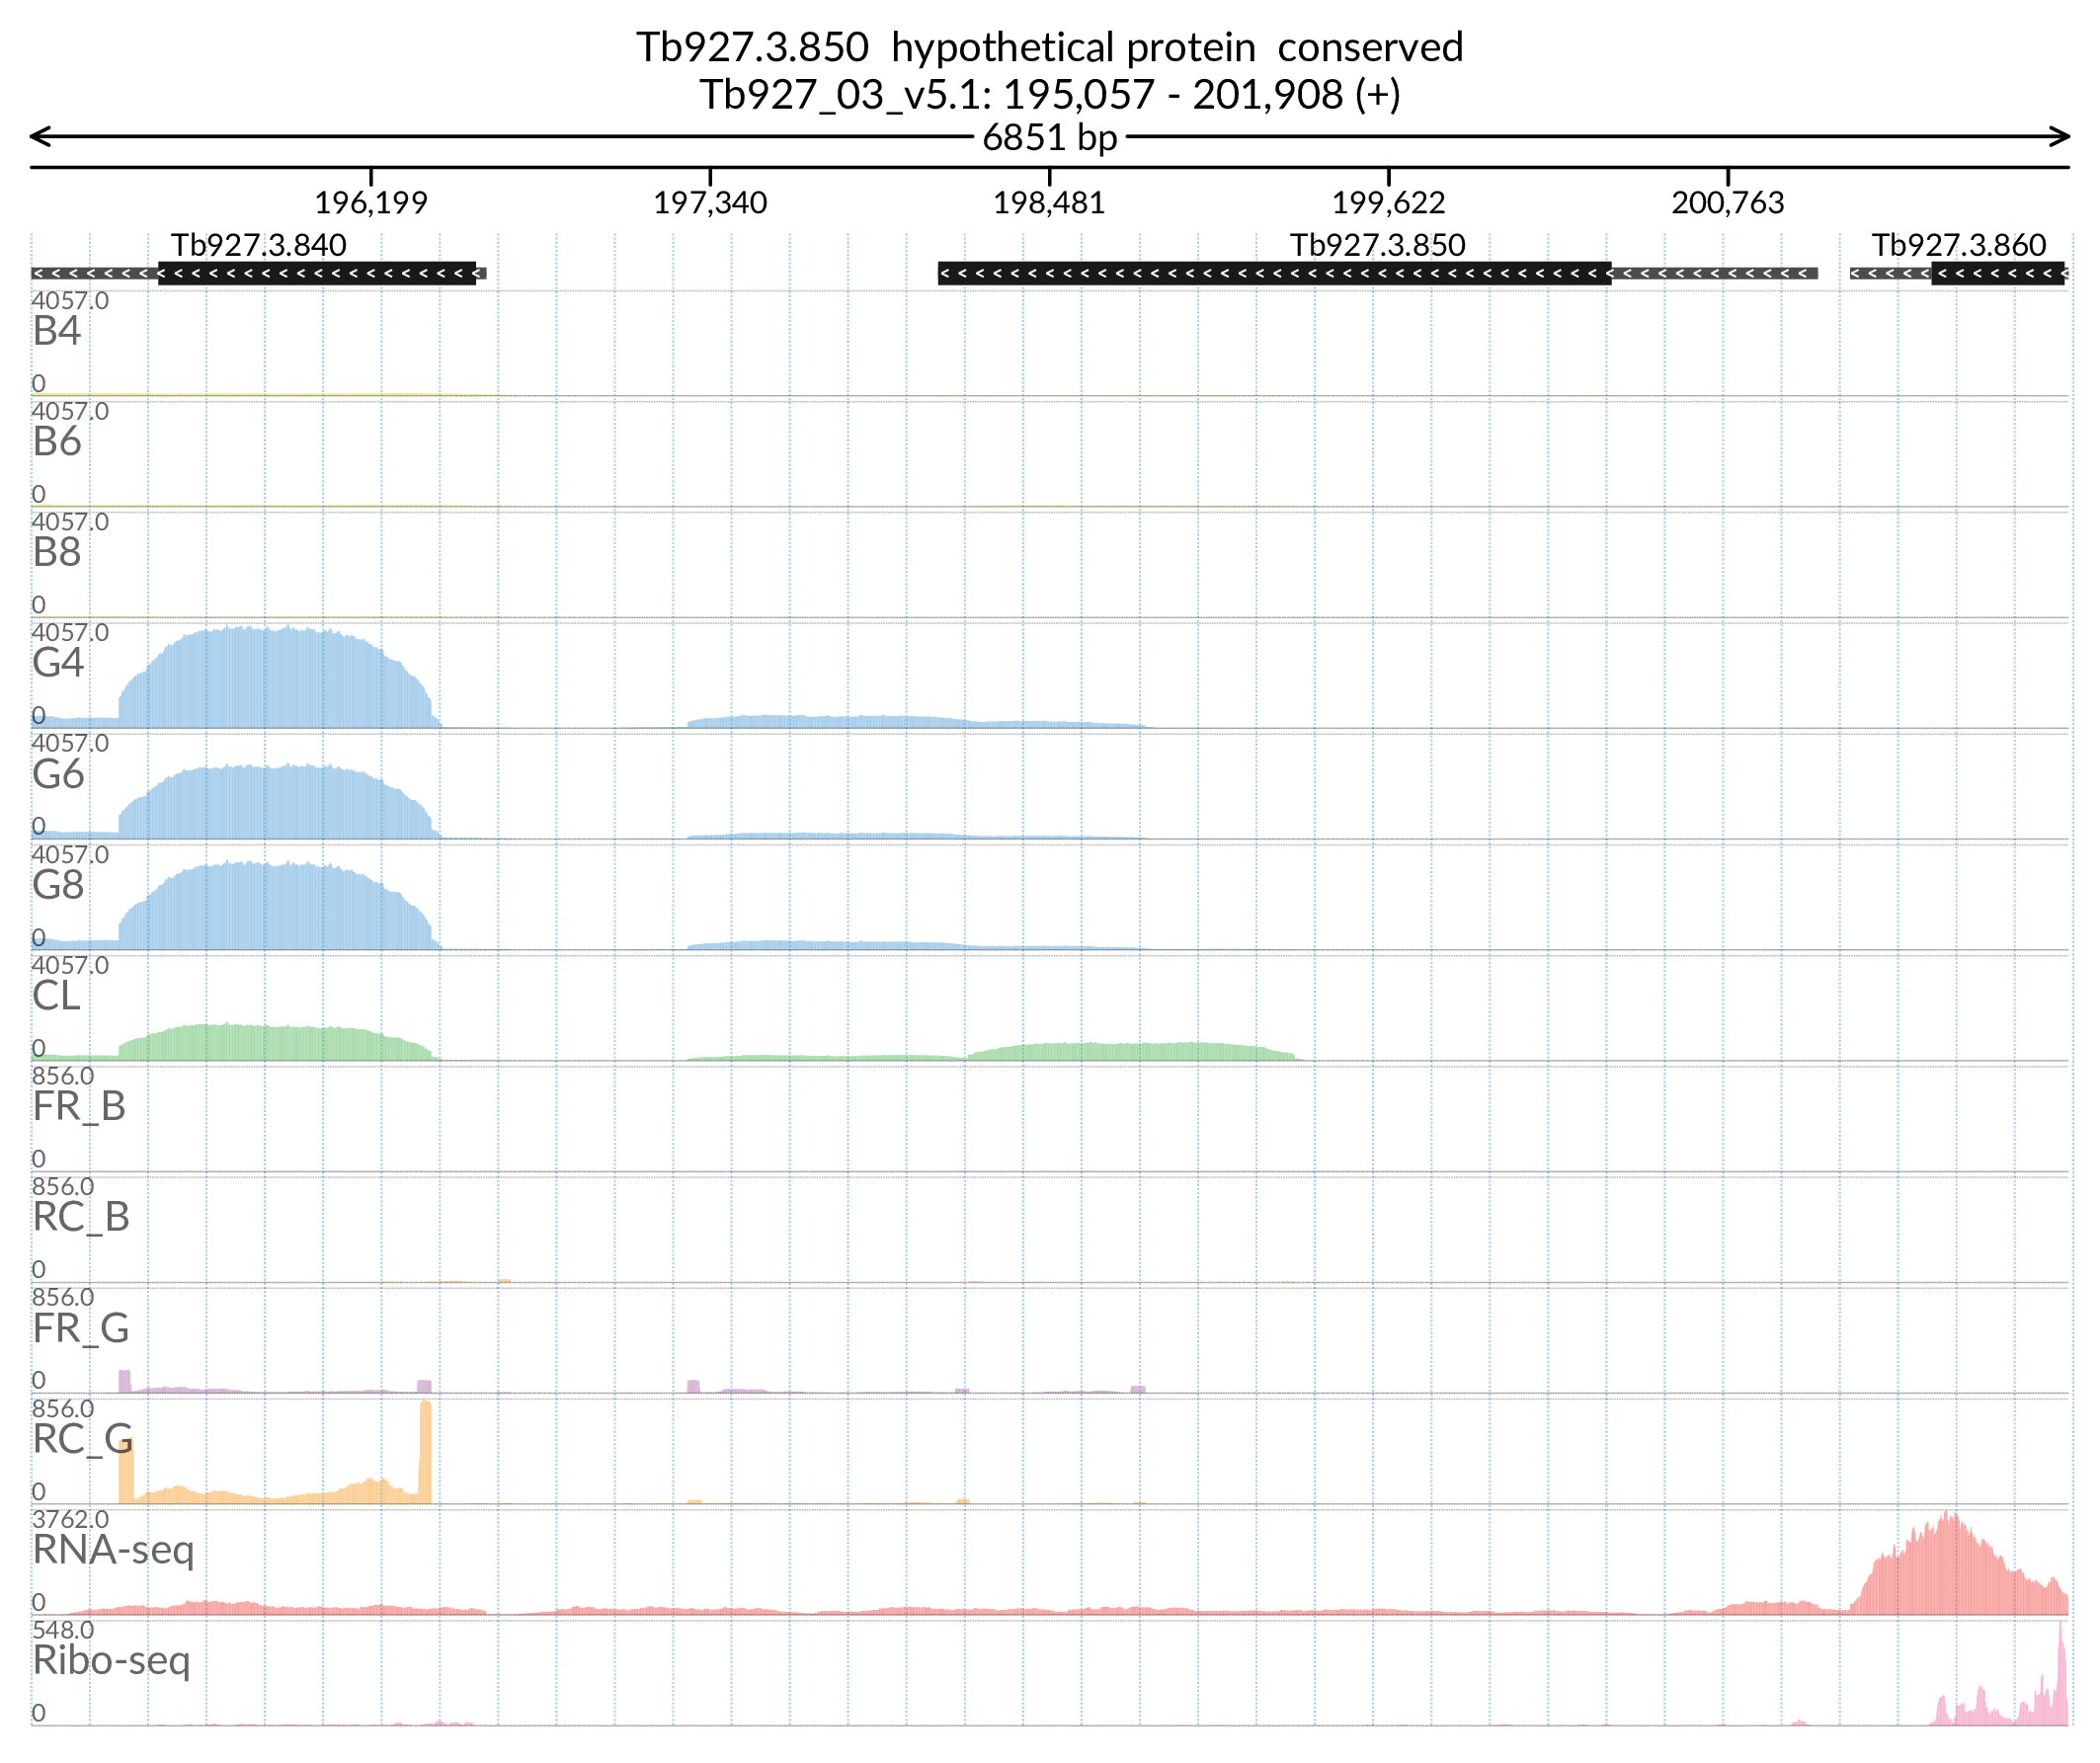 Tb927.3.850  hypothetical protein  conserved
Tb927_03_v5.1: 195,057 - 201,908 (+)
6851 bp
196,199 197,340 198,481 199,622 200,763
Tb927.3.840 Tb927.3.850 Tb927.3.860
4057.0
B4
0
4057.0
B6
0
4057.0
B8
0
4057.0
G4
0
4057.0
G6
0
4057.0
G8
0
4057.0
CL
0
856.0
FR_B
0
856.0
RC_B
0
856.0
FR_G
0
856.0
RC_G
0
3762.0
RNA-seq
0
548.0
Ribo-seq
0